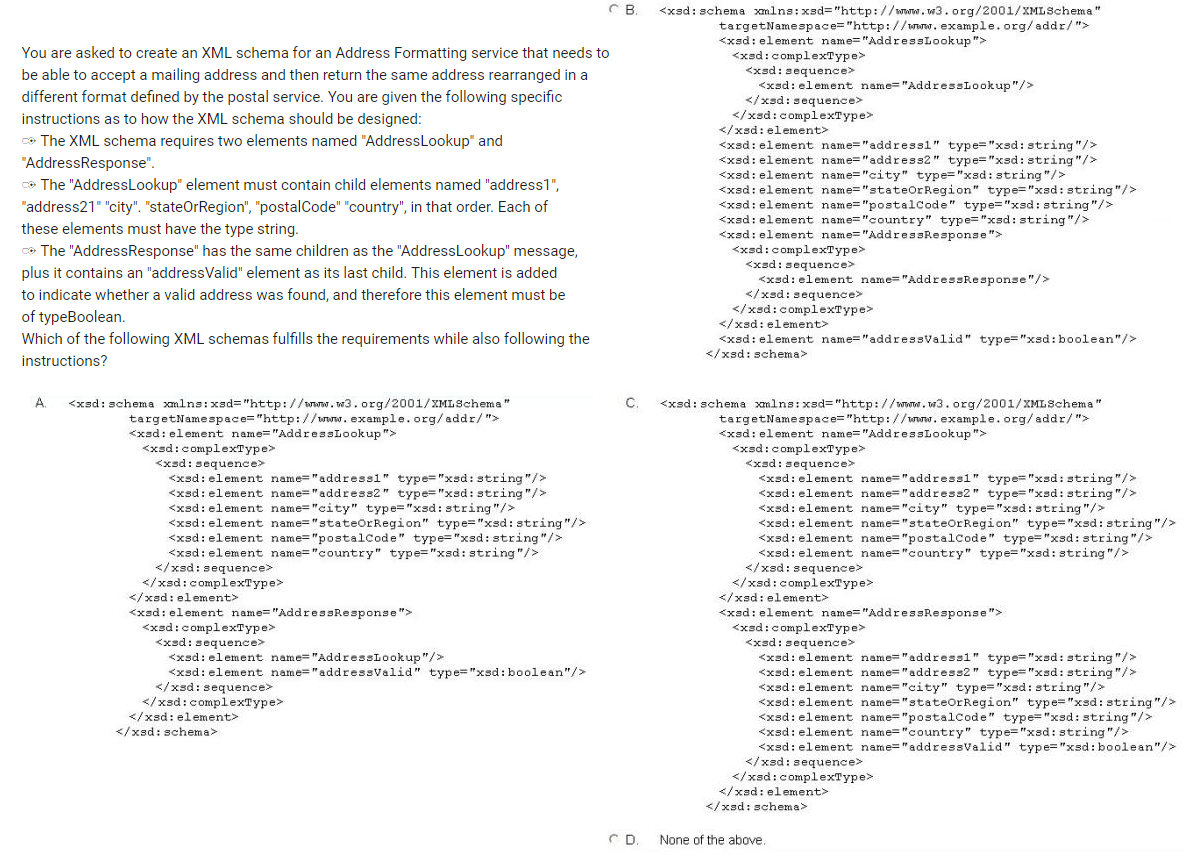 You are asked to create an XML schema for an Address Formatting service that needs to
be able to accept a mailing address and then return the same address rearranged in a
different format defined by the postal service. You are given the following specific
instructions as to how the XML schema should be designed:
The XML schema requires two elements named "AddressLookup" and
"AddressResponse".
The "AddressLookup" element must contain child elements named "address1",
"address21" "city". "stateOrRegion", "postalCode" "country", in that order. Each of
these elements must have the type string.
The "AddressResponse" has the same children as the "AddressLookup" message,
plus it contains an "addressValid" element as its last child. This element is added
to indicate whether a valid address was found, and therefore this element must be
of typeBoolean.
Which of the following XML schemas fulfills the requirements while also following the
instructions?
A. <xsd:schema xmlns:xsd="http://www.w3.org/2001/XMLSchema"
targetNamespace="http://www.example.org/addr/">
<xsd:element name="AddressLookup">
<xsd:complexType>
<xsd:sequence>
<xsd:element name="address1" type="xsd:string"/>
<xsd:element name="address2" type="xsd:string"/>
<xsd:element name="city" type="xsd:string"/>
<xsd:element name="stateOrRegion" type="xsd:string"/>
<xsd:element name="postalCode" type="xsd:string"/>
<xsd:element name="country" type="xsd:string"/>
</xsd:sequence>
</xsd:complexType>
</xsd:element>
<xsd:element name="AddressResponse">
<xsd:complexType>
<xsd:sequence>
<xsd:element name="AddressLookup"/>
<xsd:element name="addressValid" type="xsd:boolean"/>
</xsd:sequence>
</xsd:complexType>
</xsd:element>
</xsd:schema>
B. <xsd:schema xmlns:xsd="http://www.w3.org/2001/XMLSchema"
targetNamespace="http://www.example.org/addr/">
<xsd:element name="AddressLookup">
<xsd:complexType>
<xsd:sequence>
<xsd:element name="AddressLookup"/>
</xsd:sequence>
</xsd:complexType>
</xsd:element>
<xsd:element name="address1" type="xsd:string"/>
<xsd:element name="address2" type="xsd:string"/>
<xsd:element name="city" type="xsd:string"/>
<xsd:element name="stateOrRegion" type="xsd:string"/>
<xsd:element name="postalCode" type="xsd:string"/>
<xsd:element name="country" type="xsd:string"/>
<xsd:element name="AddressResponse">
<xsd:complexType>
<xsd:sequence>
<xsd:element name="AddressResponse"/>
</xsd:sequence>
</xsd:complexType>
</xsd:element>
<xsd:element name="addressValid" type="xsd:boolean"/>
</xsd:schema>
C. <xsd:schema xmlns:xsd="http://www.w3.org/2001/XMLSchema"
targetNamespace="http://www.example.org/addr/">
<xsd:element name="AddressLookup">
<xsd:complexType>
<xsd:sequence>
<xsd:element name="address1" type="xsd:string"/>
<xsd:element name="address2" type="xsd:string"/>
<xsd:element name="city" type="xsd:string"/>
<xsd:element name="stateOrRegion" type="xsd:string"/>
<xsd:element name="postalCode" type="xsd:string"/>
<xsd:element name="country" type="xsd:string"/>
</xsd:sequence>
</xsd:complexType>
</xsd:element>
<xsd:element name="AddressResponse">
<xsd:complexType>
<xsd:sequence>
<xsd:element name="address1" type="xsd:string"/>
<xsd:element name="address2" type="xsd:string"/>
<xsd:element name="city" type="xsd:string"/>
<xsd:element name="stateOrRegion" type="xsd:string"/>
<xsd:element name="postalCode" type="xsd:string"/>
<xsd:element name="country" type="xsd:string"/>
<xsd:element name="addressValid" type="xsd:boolean"/>
</xsd:sequence>
</xsd:complexType>
</xsd:element>
</xsd:schema>
D. None of the above.